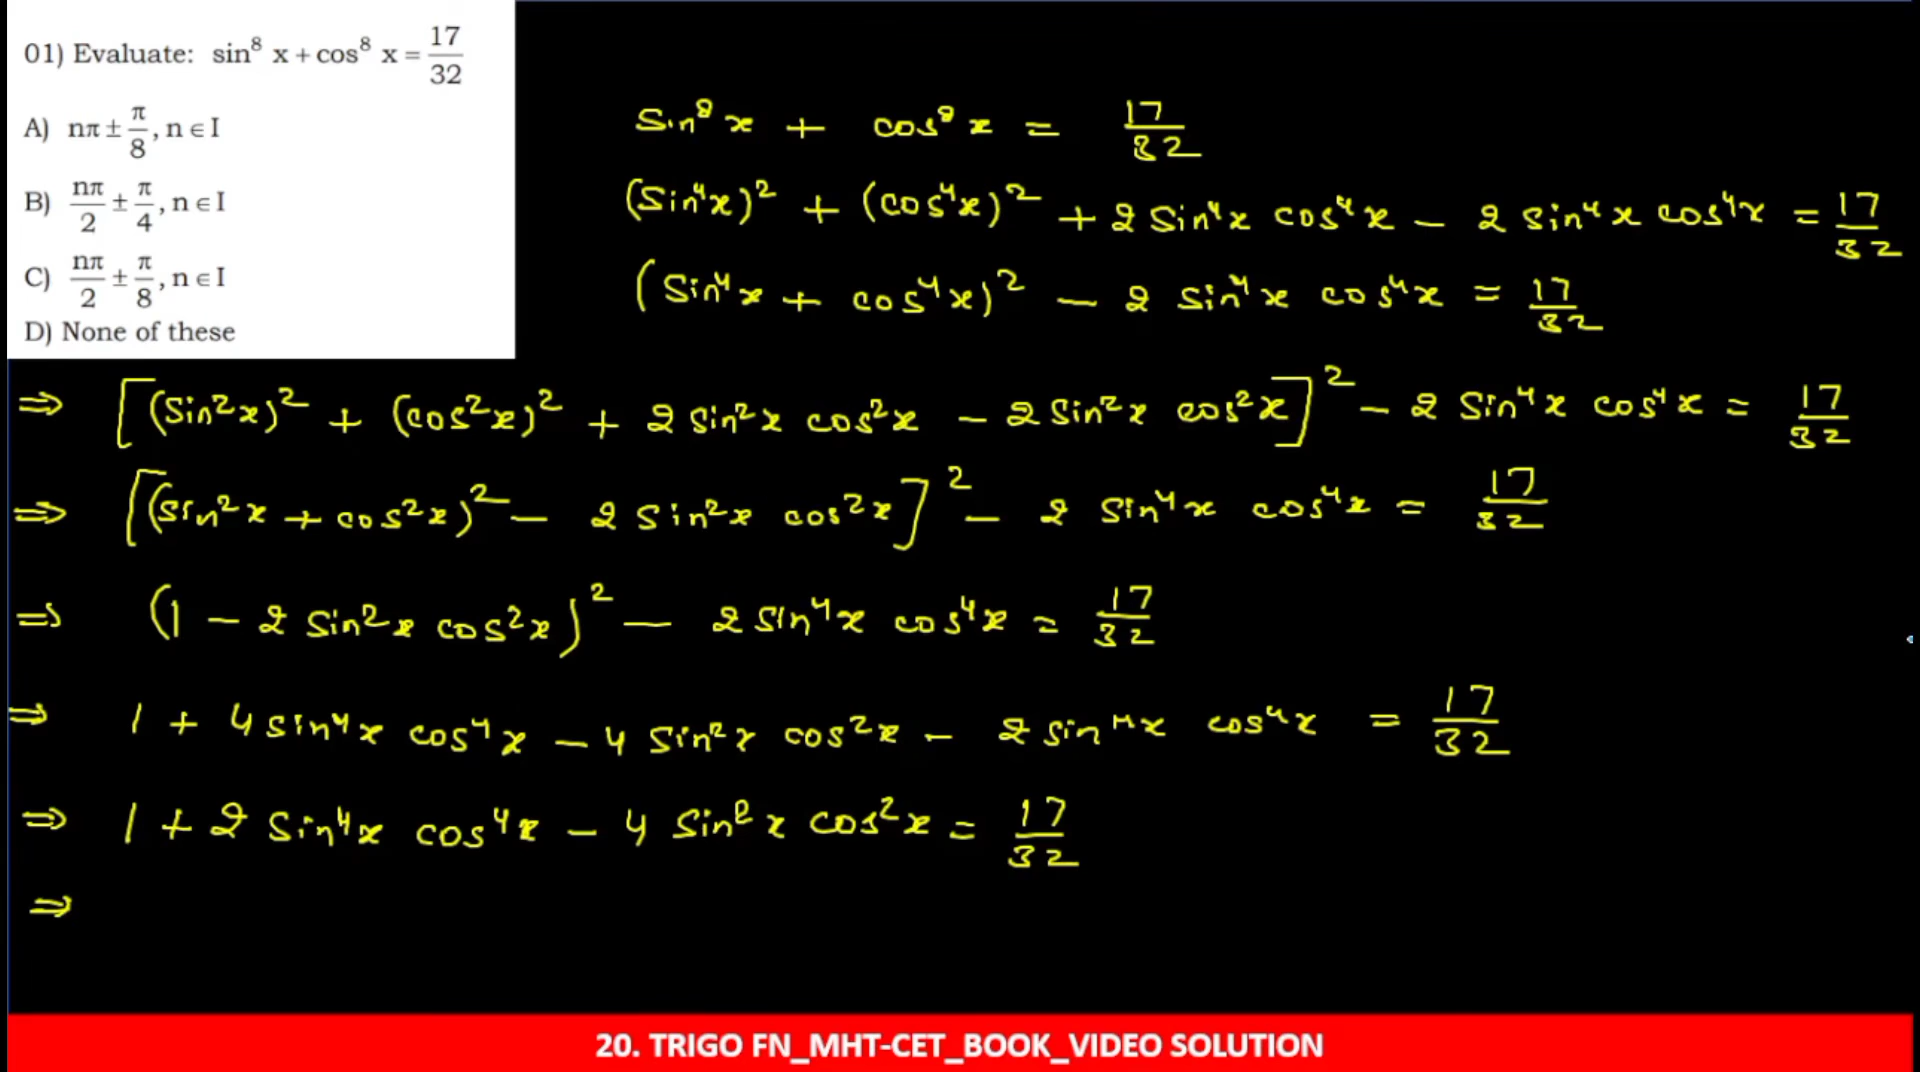 01) Evaluate: sin⁸ x + cos⁸ x = 17/32
A) nπ ± π/8, n ∈ I
B) nπ/2 ± π/4, n ∈ I
C) nπ/2 ± π/8, n ∈ I
D) None of these
sin⁸x + cos⁸x = 17/32
(sin⁴x)² + (cos⁴x)² + 2 sin⁴x cos⁴x − 2 sin⁴x cos⁴x = 17/32
(sin⁴x + cos⁴x)² − 2 sin⁴x cos⁴x = 17/32
⇒ [(sin²x)² + (cos²x)² + 2 sin²x cos²x − 2 sin²x cos²x]² − 2 sin⁴x cos⁴x = 17/32
⇒ [(sin²x + cos²x)² − 2 sin²x cos²x]² − 2 sin⁴x cos⁴x = 17/32
⇒ (1 − 2 sin²x cos²x)² − 2 sin⁴x cos⁴x = 17/32
⇒ 1 + 4 sin⁴x cos⁴x − 4 sin²x cos²x − 2 sin⁴x cos⁴x = 17/32
⇒ 1 + 2 sin⁴x cos⁴x − 4 sin²x cos²x = 17/32
⇒
20. TRIGO FN_MHT-CET_BOOK_VIDEO SOLUTION